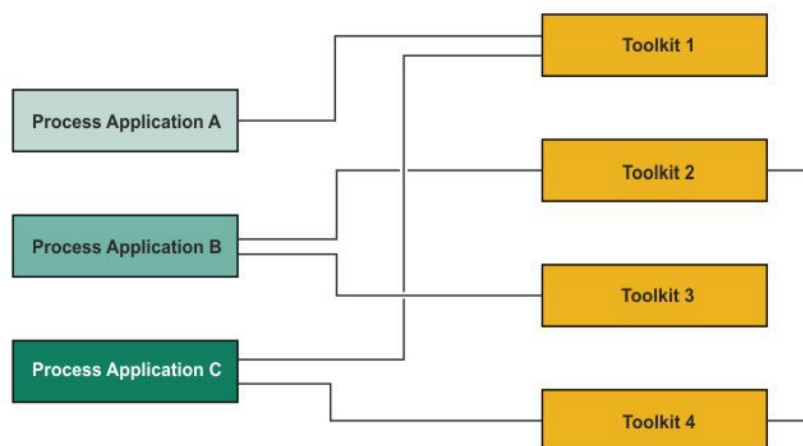 Toolkit 1
Process Application A
Toolkit 2
Process Application B
Toolkit 3
Process Application C
Toolkit 4